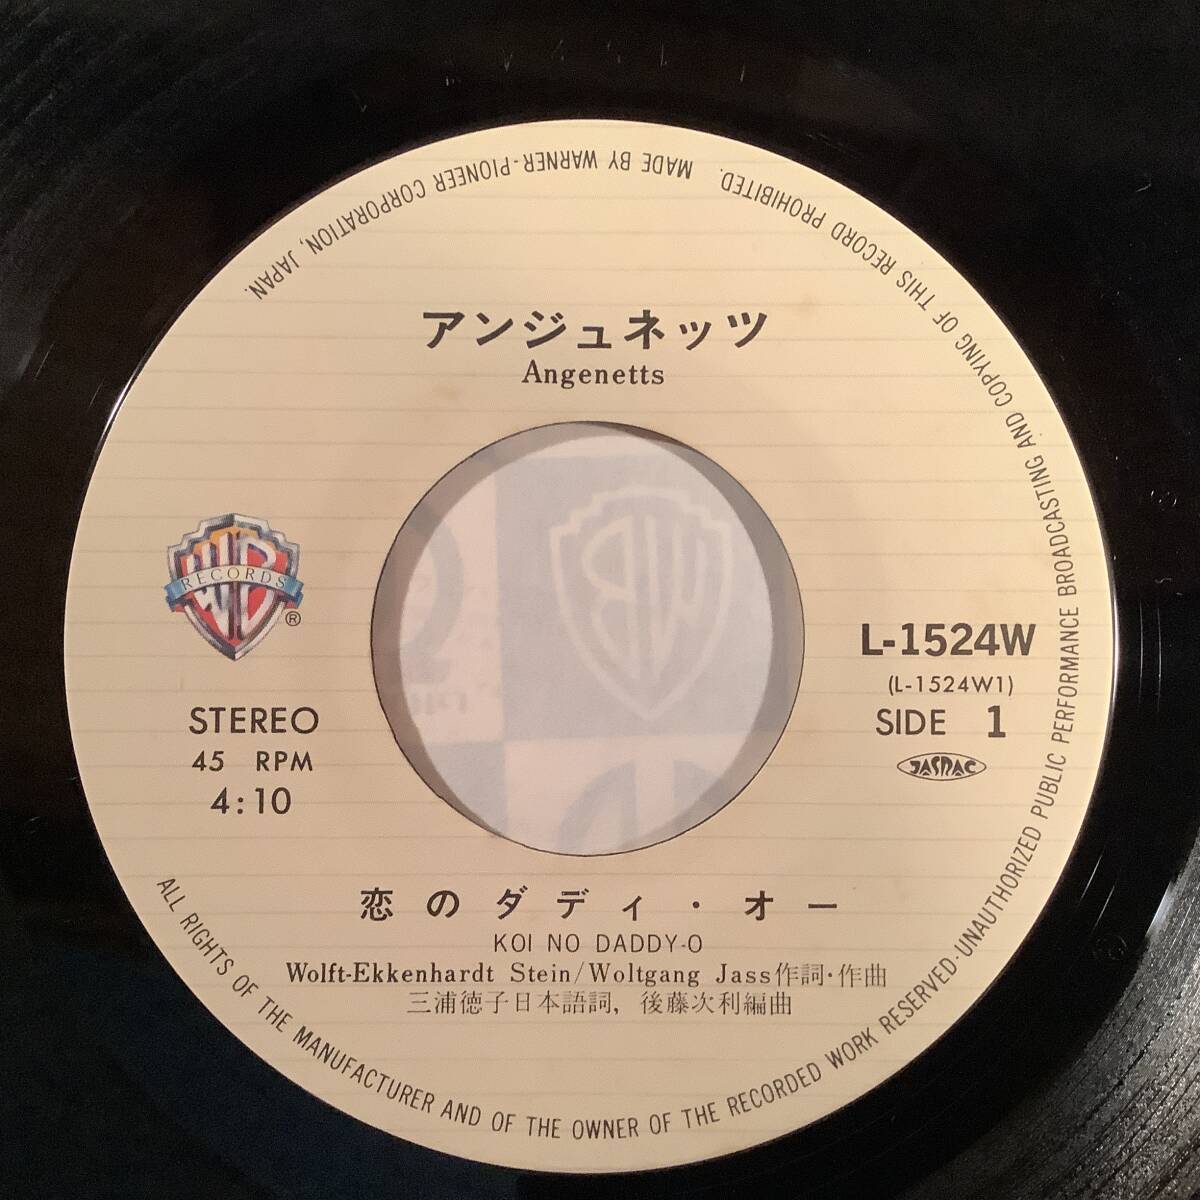 アンジュネッツ
Angenetts
WB
RECORDS
®
STEREO
45 RPM
4:10
L-1524W
(L-1524W1)
SIDE 1
JASRAC
恋のダディ・オー
KOI NO DADDY-O
Wolft-Ekkenhardt Stein/Woltgang Jass作詞・作曲
三浦徳子日本語詞, 後藤次利編曲
ALL RIGHTS OF THE MANUFACTURER AND OF THE OWNER OF THE RECORDED WORK RESERVED·UNAUTHORIZED PUBLIC PERFORMANCE BROADCASTING AND COPYING OF THIS RECORD PROHIBITED. MADE BY WARNER-PIONEER CORPORATION, JAPAN.